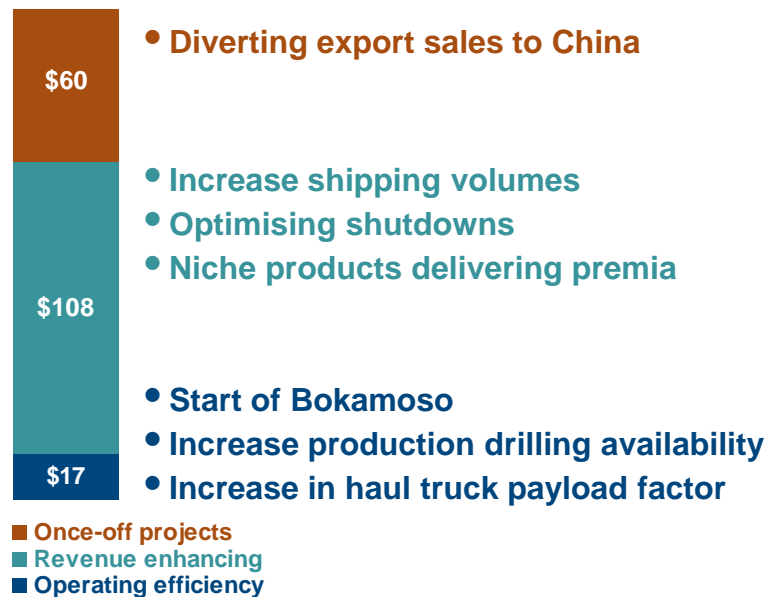 $60
• Diverting export sales to China
• Increase shipping volumes
• Optimising shutdowns
• Niche products delivering premia
$108
• Start of Bokamoso
• Increase production drilling availability
$17
• Increase in haul truck payload factor
Once-off projects
Revenue enhancing
Operating efficiency